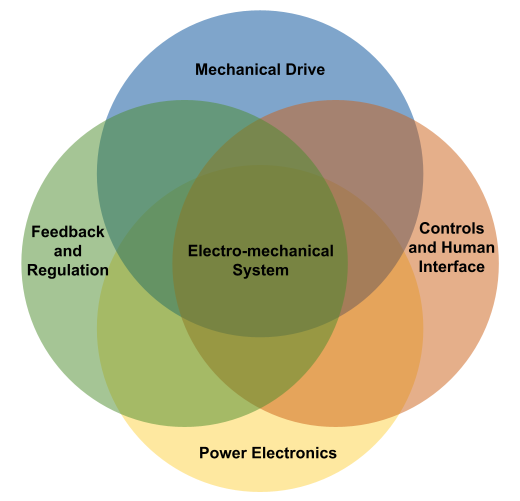 Mechanical Drive
Feedback
and
Regulation
Electro-mechanical
System
Controls
and Human
Interface
Power Electronics